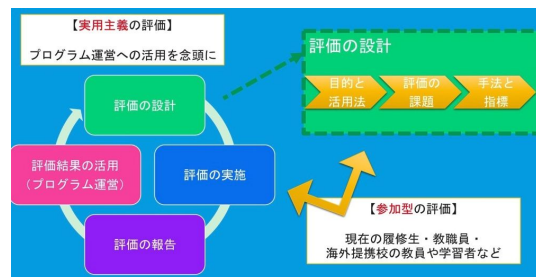 【実用主義の評価】
プログラム運営への活用を念頭に
評価の設計
目的と
活用法
評価の
課題
手法と
指標
評価の設計
評価結果の活用
(プログラム運営)
評価の実施
評価の報告
【参加型の評価】
現在の履修生・教職員・
海外提携校の教員や学習者など